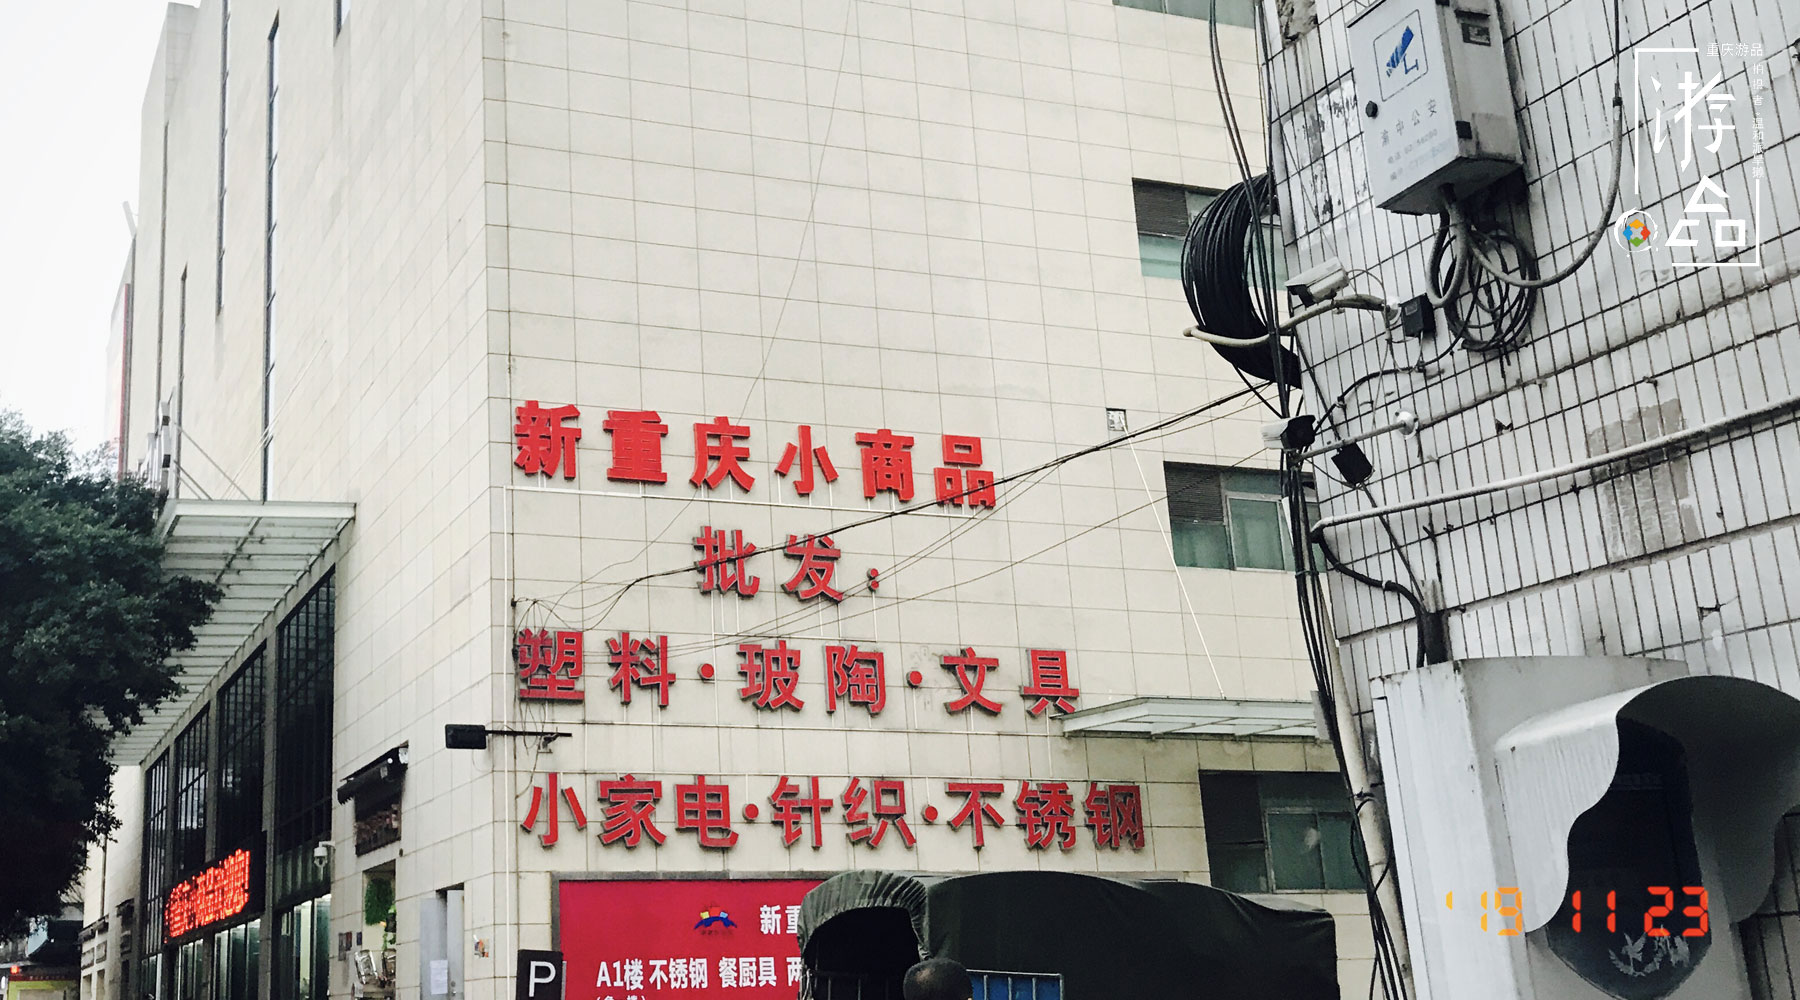 新重庆小商品
批发:
塑料·玻陶·文具
小家电·针织·不锈钢
新重
A1楼 不锈钢 餐厨具 两
P
渝中公安
重庆游品
'19 11 23